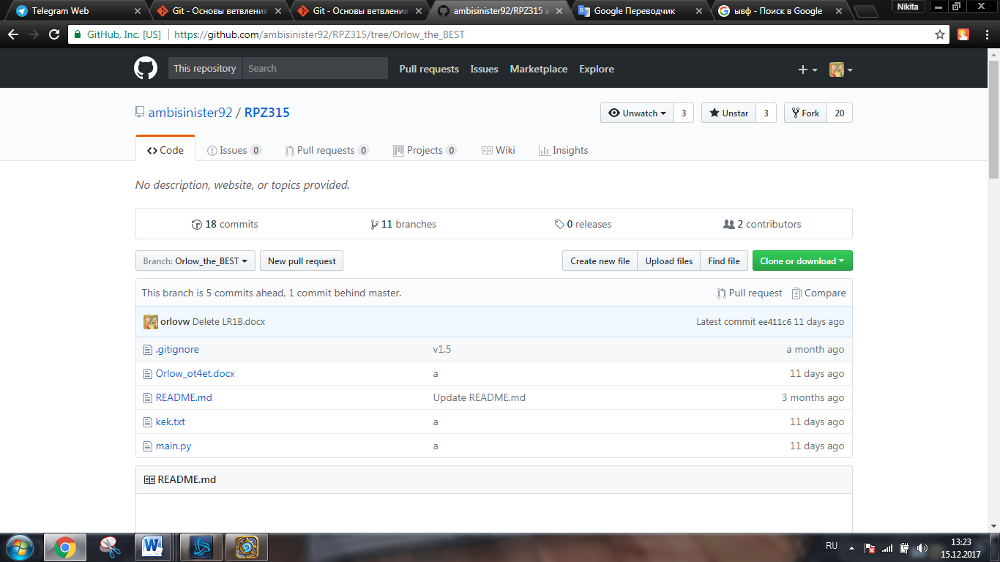 Telegram Web
Git - Основы ветвления
Git - Основы ветвления
ambisinister92/RPZ315 a
Google Переводчик
ывф - Поиск в Google
Nikita
GitHub, Inc. [US] https://github.com/ambisinister92/RPZ315/tree/Orlow_the_BEST
This repository Search Pull requests Issues Marketplace Explore
ambisinister92 / RPZ315 Unwatch 3 Unstar 3 Fork 20
Code Issues 0 Pull requests 0 Projects 0 Wiki Insights
No description, website, or topics provided.
18 commits 11 branches 0 releases 2 contributors
Branch: Orlow_the_BEST New pull request Create new file Upload files Find file Clone or download
This branch is 5 commits ahead, 1 commit behind master. Pull request Compare
orlovw Delete LR1B.docx Latest commit ee411c6 11 days ago
.gitignore v1.5 a month ago
Orlow_ot4et.docx a 11 days ago
README.md Update README.md 3 months ago
kek.txt a 11 days ago
main.py a 11 days ago
README.md
RU 13:23
15.12.2017